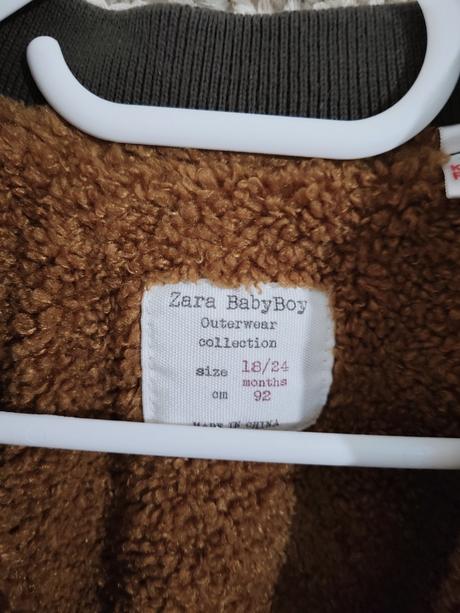 Zara BabyBoy
Outerwear
collection
size 18/24
months
cm 92
MADE IN CHINA